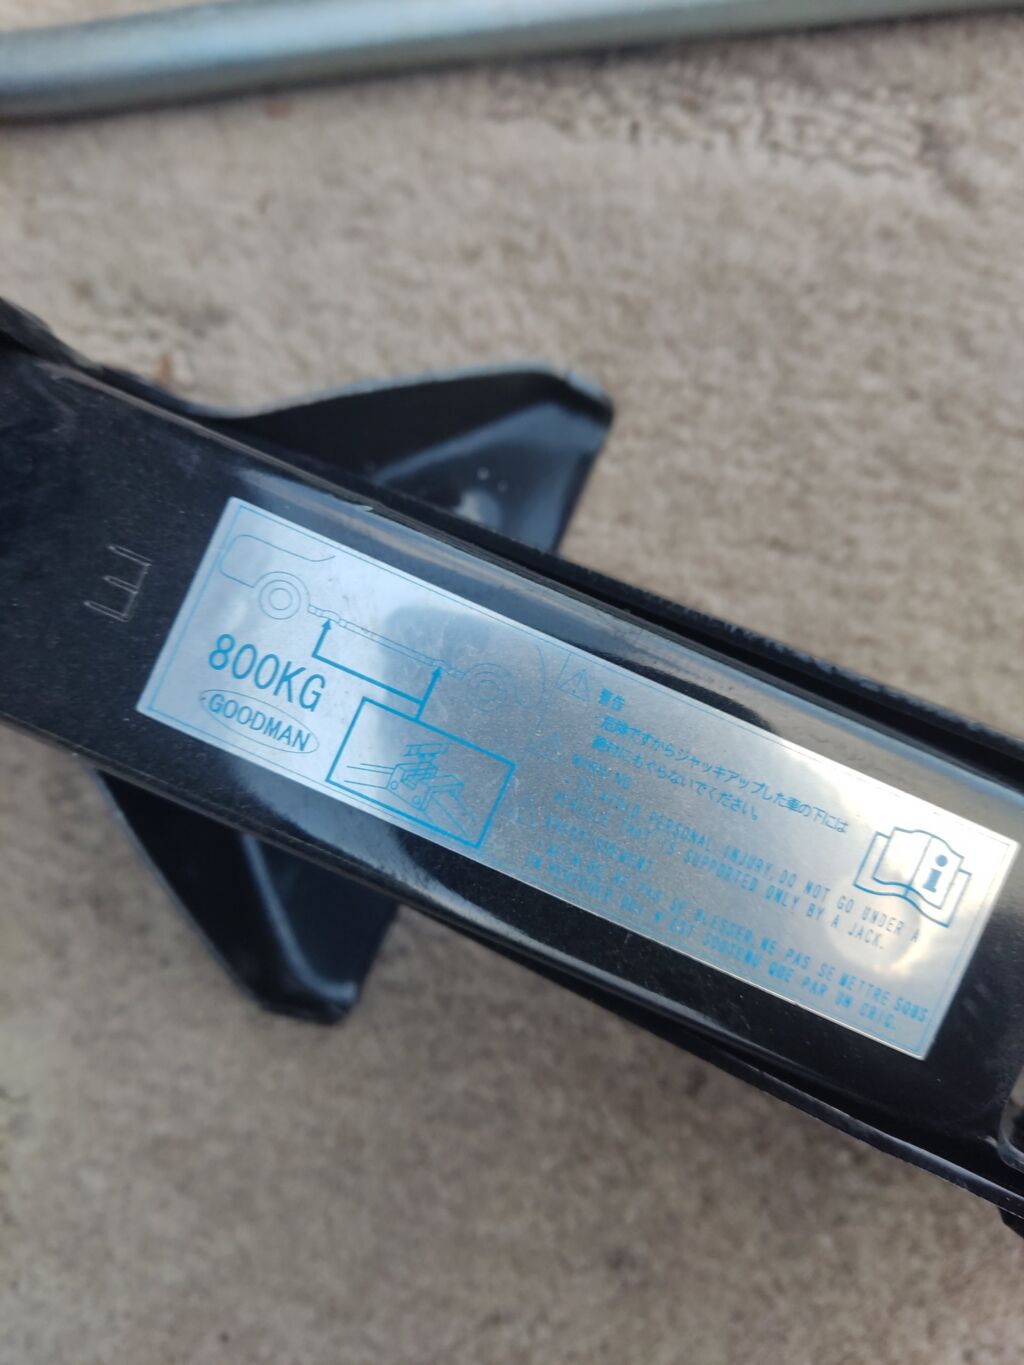 E
800KG
GOODMAN
警告
危険ですからジャッキアップした車の下には
絶対にもぐらないでください。
WARNING
TO AVOID PERSONAL INJURY, DO NOT GO UNDER A
VEHICLE THAT IS SUPPORTED ONLY BY A JACK.
AVERTISSEMENT
AFIN DE NE PAS SE BLESSER, NE PAS SE METTRE SOUS
UN VEHICULE QUI N'EST SOUTENU QUE PAR UN CRIC.
i